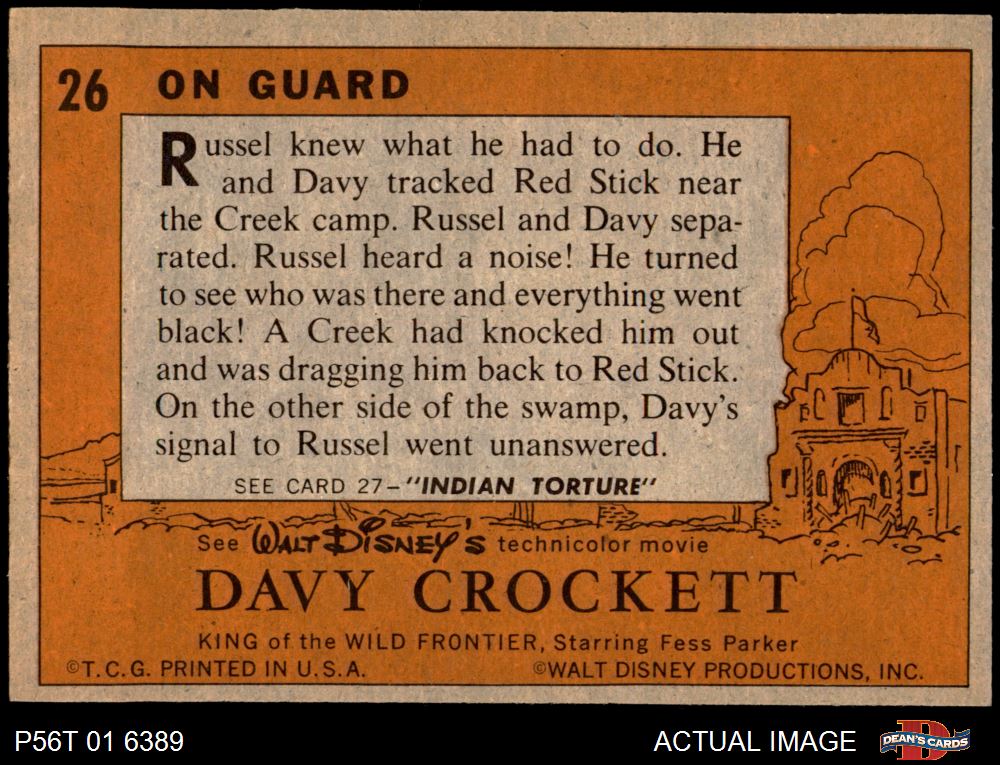 26 ON GUARD
Russel knew what he had to do. He
and Davy tracked Red Stick near
the Creek camp. Russel and Davy sepa-
rated. Russel heard a noise! He turned
to see who was there and everything went
black! A Creek had knocked him out
and was dragging him back to Red Stick.
On the other side of the swamp, Davy's
signal to Russel went unanswered.
SEE CARD 27–"INDIAN TORTURE"
See WALT DISNEY'S technicolor movie
DAVY CROCKETT
KING of the WILD FRONTIER, Starring Fess Parker
©T.C.G. PRINTED IN U.S.A. ©WALT DISNEY PRODUCTIONS, INC.
P56T 01 6389 ACTUAL IMAGE D DEAN'S CARDS